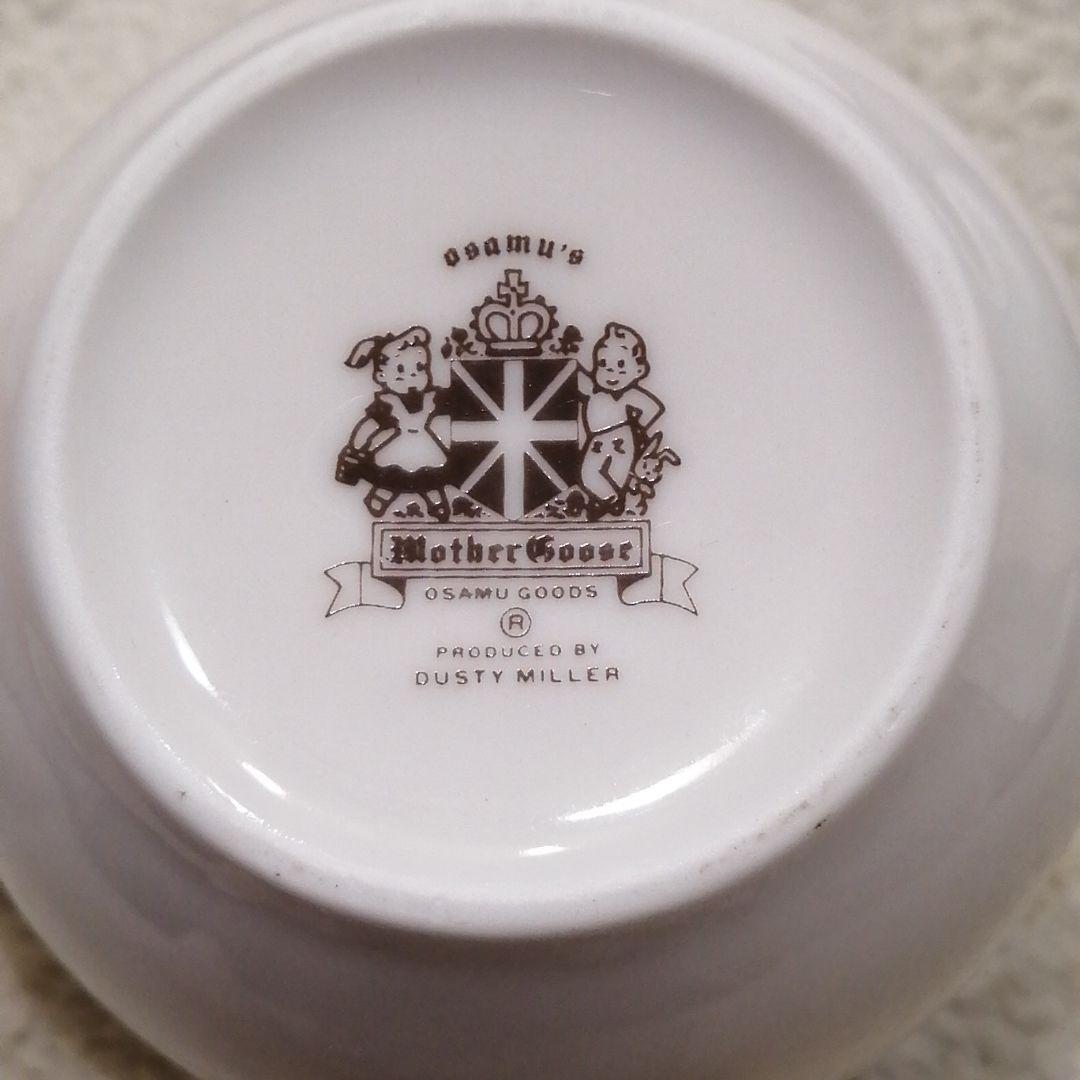 osamu's
Mother Goose
OSAMU GOODS
®
PRODUCED BY
DUSTY MILLER